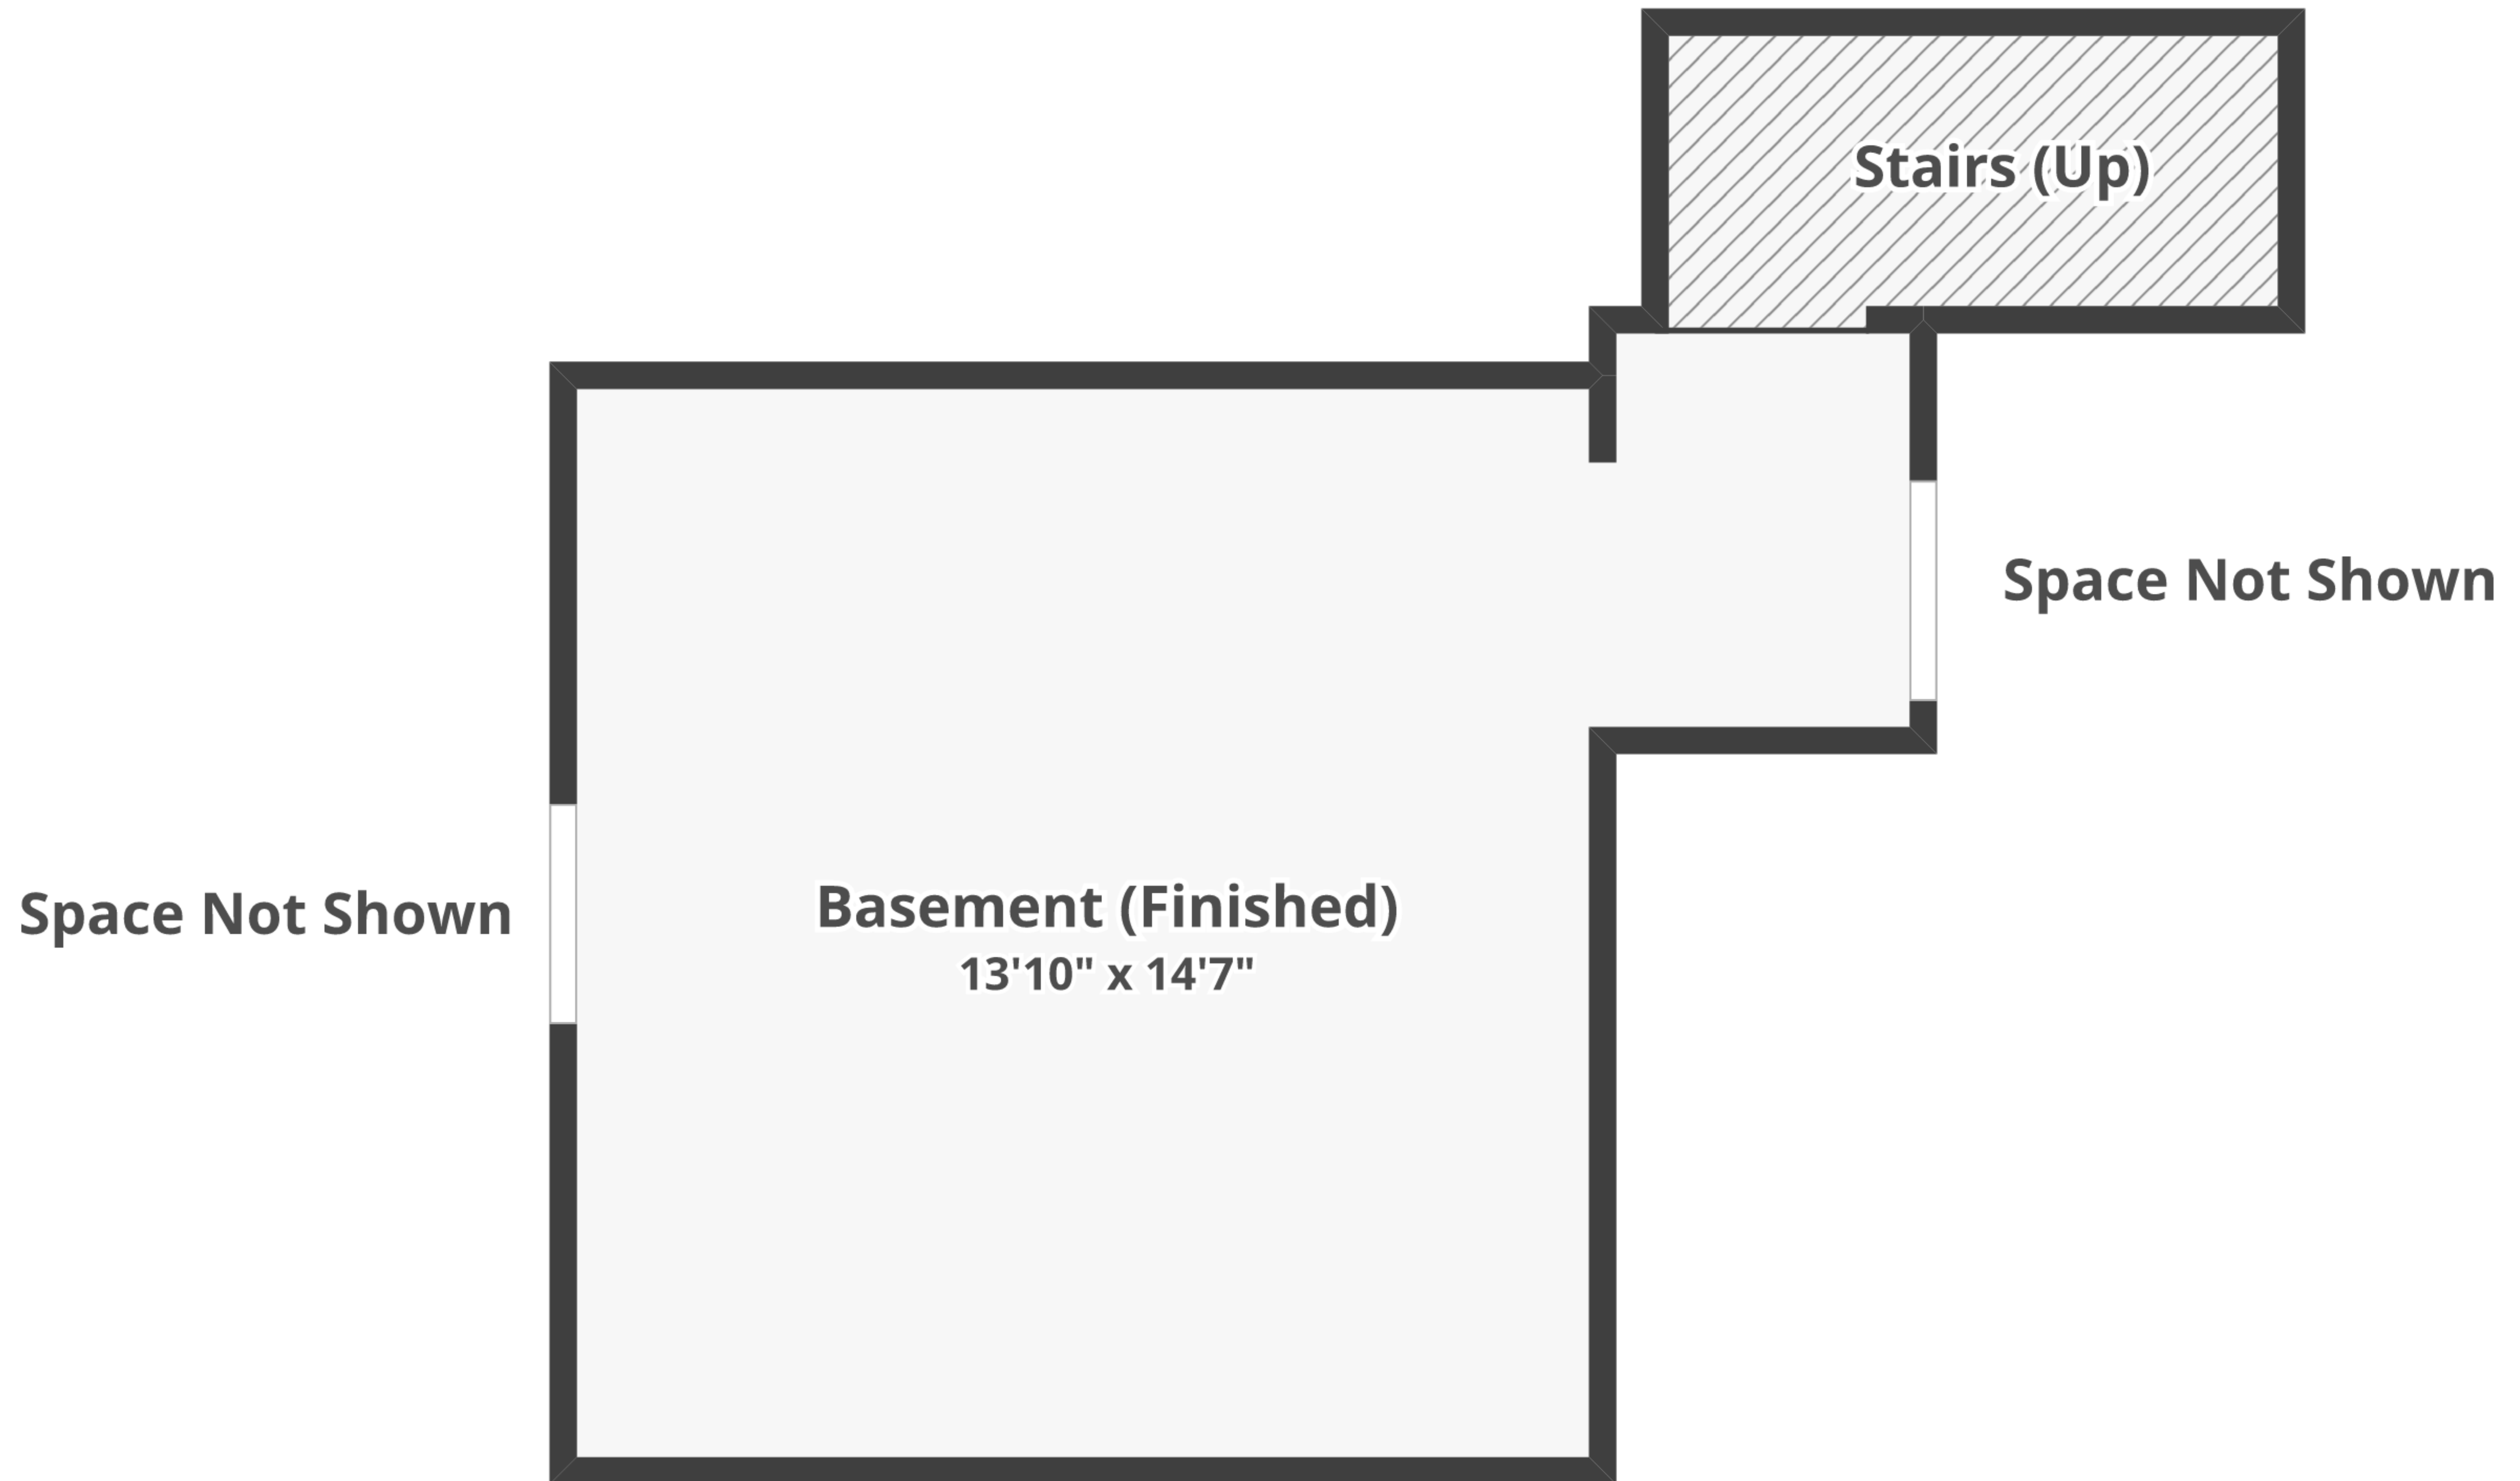 Stairs (Up)
Space Not Shown
Space Not Shown
Basement (Finished)
13'10" x 14'7"